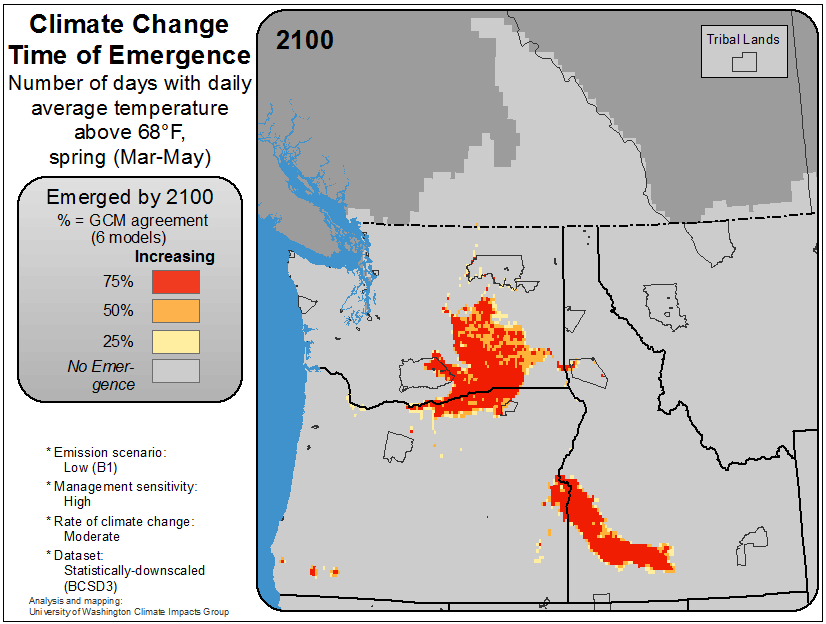 Climate Change
Time of Emergence
Number of days with daily
average temperature
above 68°F,
spring (Mar-May)
Emerged by 2100
% = GCM agreement
(6 models)
Increasing
75%
50%
25%
No Emer-
gence
* Emission scenario:
Low (B1)
* Management sensitivity:
High
* Rate of climate change:
Moderate
* Dataset:
Statistically-downscaled
(BCSD3)
Analysis and mapping:
University of Washington Climate Impacts Group
2100
Tribal Lands